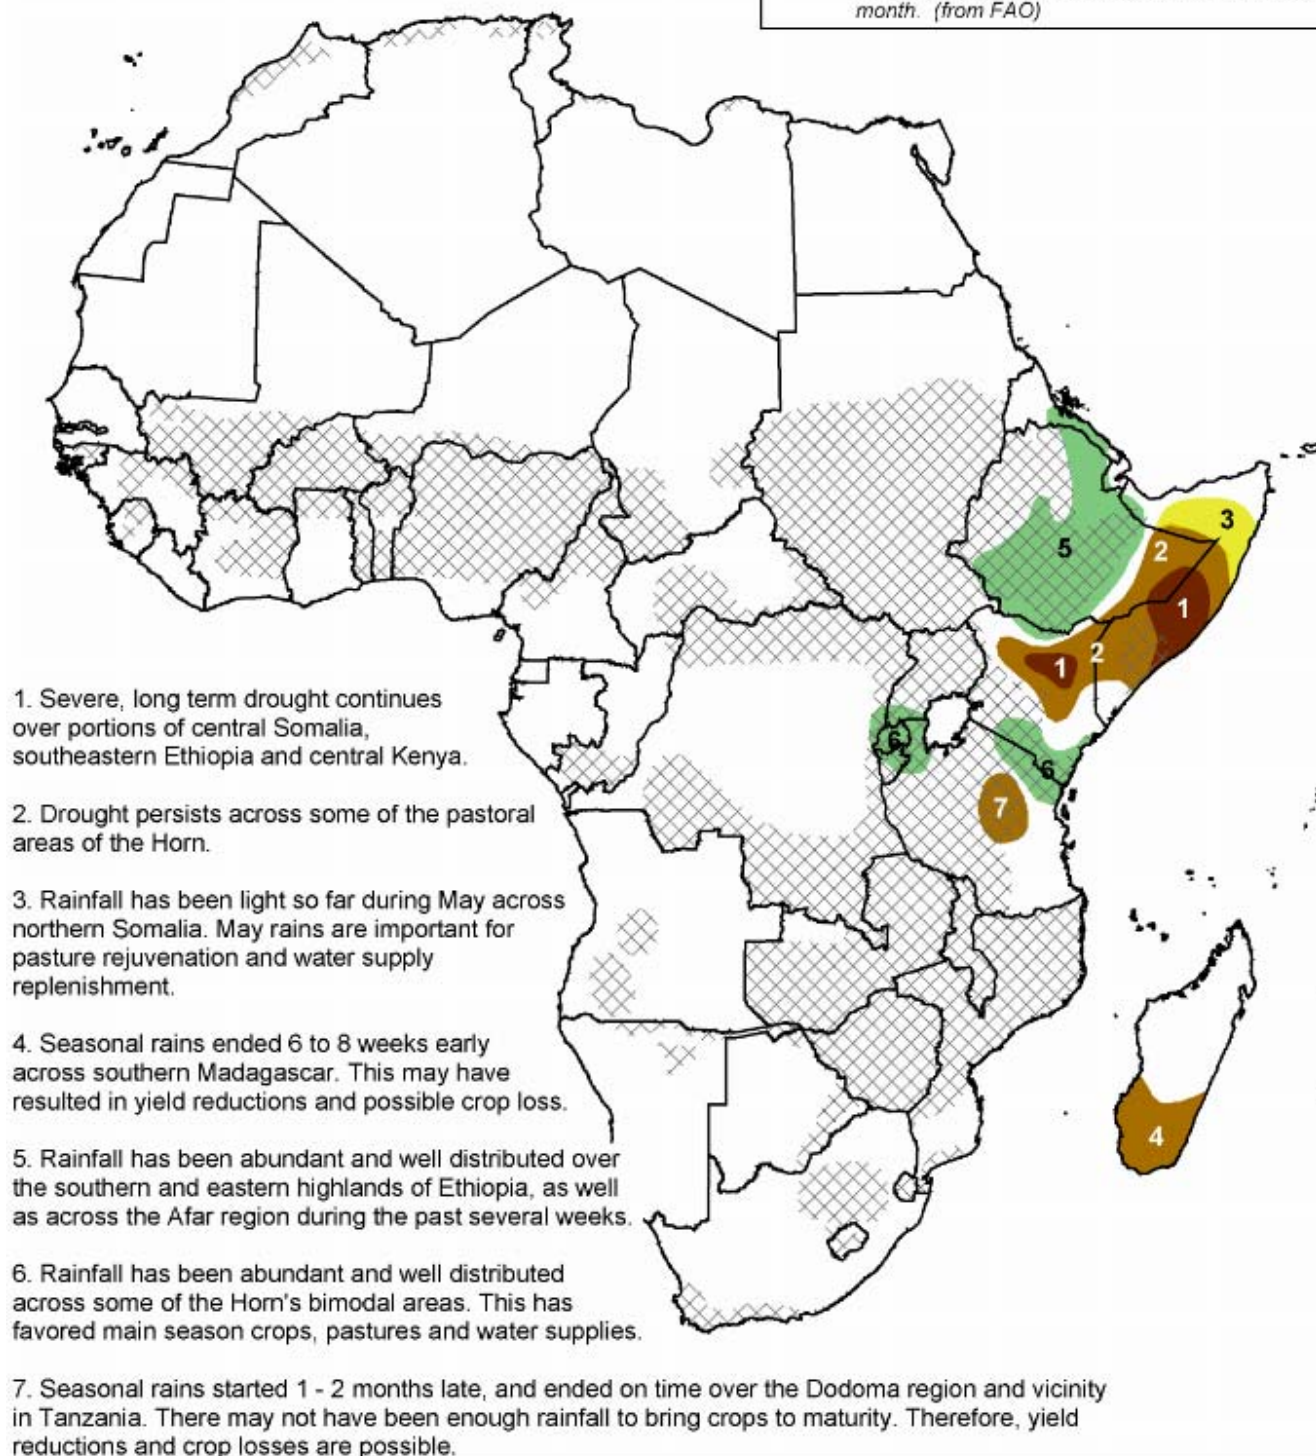 month. (from FAO)
3
2
5
1
2
1
6
6
7
4
1. Severe, long term drought continues
over portions of central Somalia,
southeastern Ethiopia and central Kenya.
2. Drought persists across some of the pastoral
areas of the Horn.
3. Rainfall has been light so far during May across
northern Somalia. May rains are important for
pasture rejuvenation and water supply
replenishment.
4. Seasonal rains ended 6 to 8 weeks early
across southern Madagascar. This may have
resulted in yield reductions and possible crop loss.
5. Rainfall has been abundant and well distributed over
the southern and eastern highlands of Ethiopia, as well
as across the Afar region during the past several weeks.
6. Rainfall has been abundant and well distributed
across some of the Horn's bimodal areas. This has
favored main season crops, pastures and water supplies.
7. Seasonal rains started 1 - 2 months late, and ended on time over the Dodoma region and vicinity
in Tanzania. There may not have been enough rainfall to bring crops to maturity. Therefore, yield
reductions and crop losses are possible.